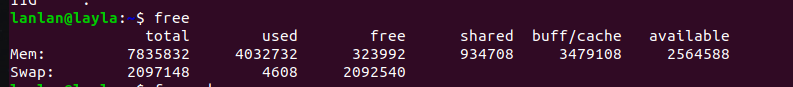 lanlan@layla:~$ free
total used free shared buff/cache available
Mem: 7835832 4032732 323992 934708 3479108 2564588
Swap: 2097148 4608 2092540